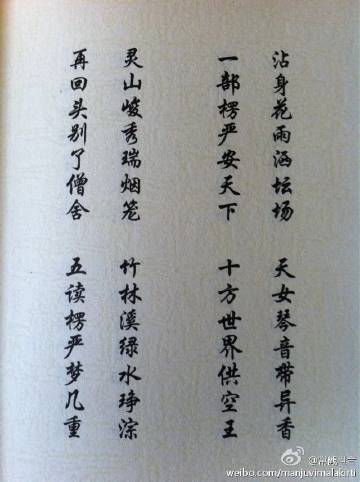 沾身花雨坛场 天女琴音带异香
一部楞严安天下 十方世界供空王
灵山峻秀瑞烟笼 竹林溪绿水琤淙
再回头别了僧舍 五读楞严梦几重
weibo.com/manjuvimalakirti